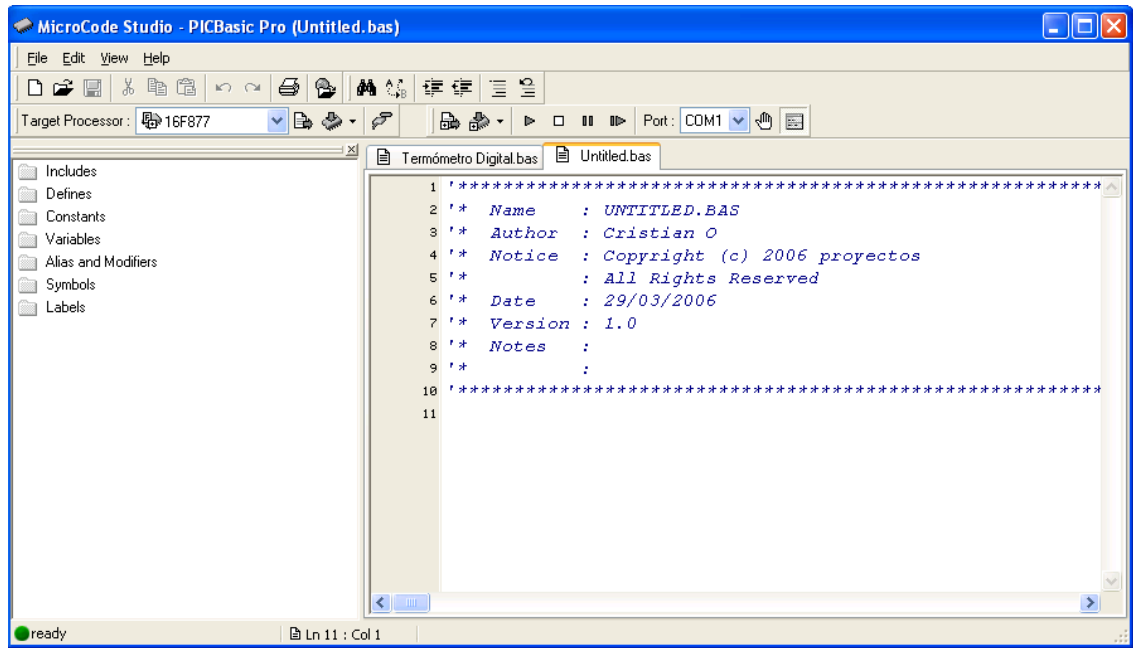 MicroCode Studio - PICBasic Pro (Untitled.bas)
File Edit View Help
Target Processor : 16F877 Port : COM1
Includes
Defines
Constants
Variables
Alias and Modifiers
Symbols
Labels
Termómetro Digital.bas Untitled.bas
1 '**********************************************************
2 '* Name : UNTITLED.BAS
3 '* Author : Cristian O
4 '* Notice : Copyright (c) 2006 proyectos
5 '* : All Rights Reserved
6 '* Date : 29/03/2006
7 '* Version : 1.0
8 '* Notes :
9 '* :
10 '**********************************************************
11
ready Ln 11 : Col 1